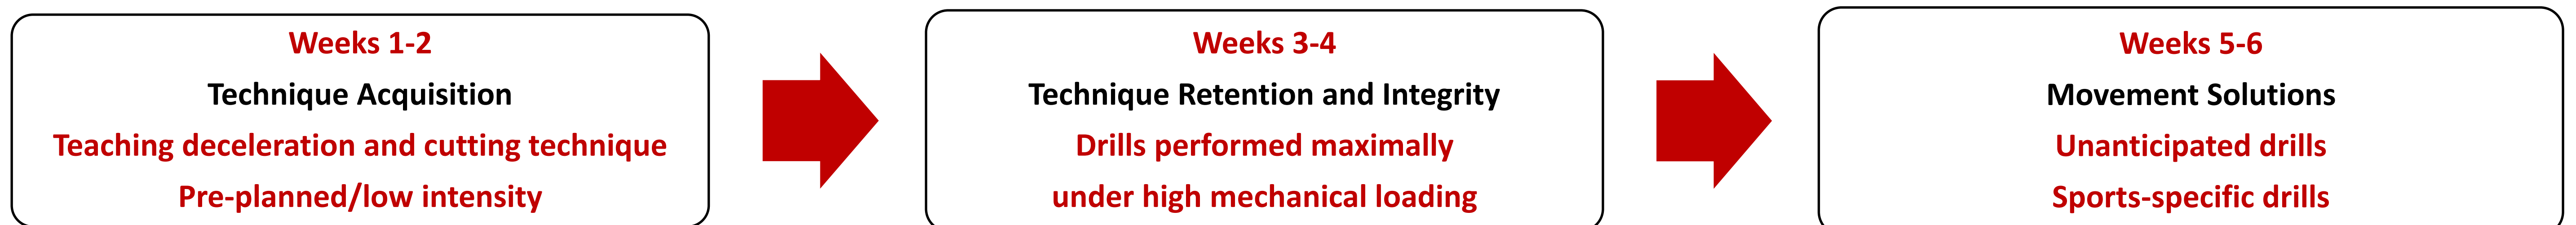 Weeks 1-2
Technique Acquisition
Teaching deceleration and cutting technique
Pre-planned/low intensity
Weeks 3-4
Technique Retention and Integrity
Drills performed maximally
under high mechanical loading
Weeks 5-6
Movement Solutions
Unanticipated drills
Sports-specific drills